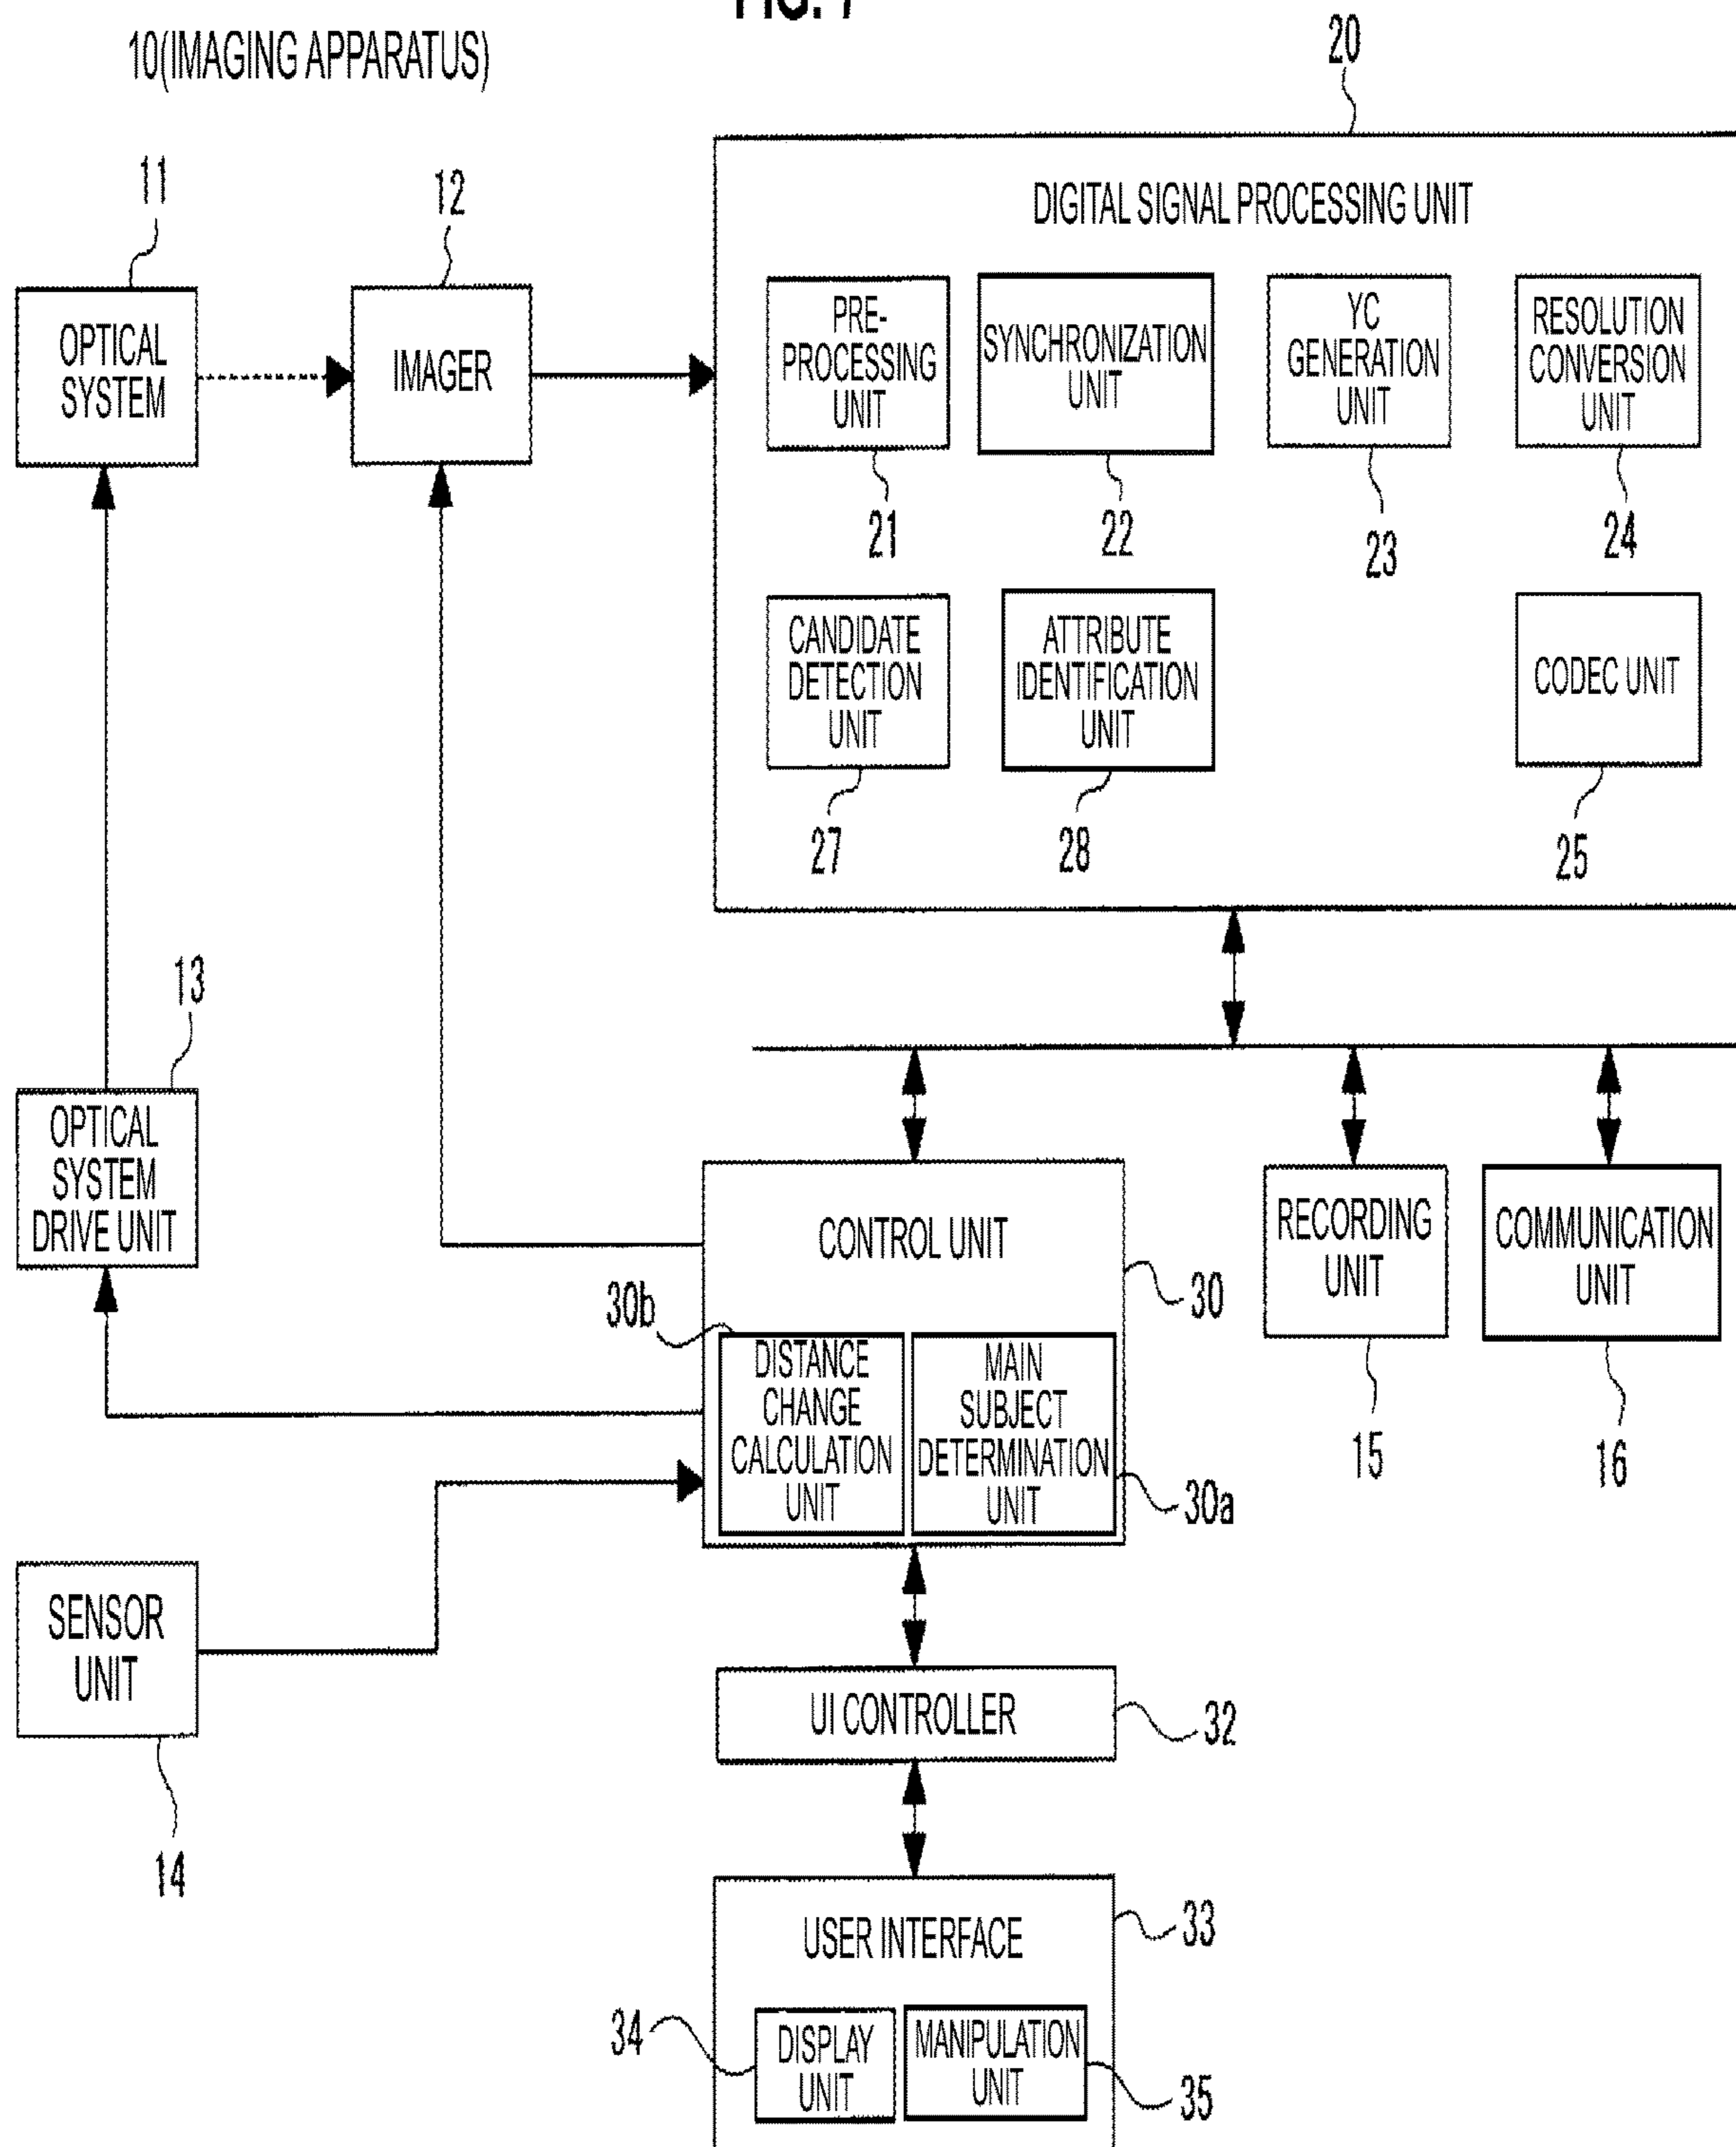 10(IMAGING APPARATUS)
20
DIGITAL SIGNAL PROCESSING UNIT
11
12
OPTICAL
SYSTEM
IMAGER
PRE-
PROCESSING
UNIT
21
SYNCHRONIZATION
UNIT
22
YC
GENERATION
UNIT
23
RESOLUTION
CONVERSION
UNIT
24
CANDIDATE
DETECTION
UNIT
27
ATTRIBUTE
IDENTIFICATION
UNIT
28
CODEC UNIT
25
13
OPTICAL
SYSTEM
DRIVE UNIT
CONTROL UNIT
30
30b
DISTANCE
CHANGE
CALCULATION
UNIT
MAIN
SUBJECT
DETERMINATION
UNIT
30a
RECORDING
UNIT
15
COMMUNICATION
UNIT
16
SENSOR
UNIT
14
UI CONTROLLER
32
USER INTERFACE
33
34
DISPLAY
UNIT
MANIPULATION
UNIT
35